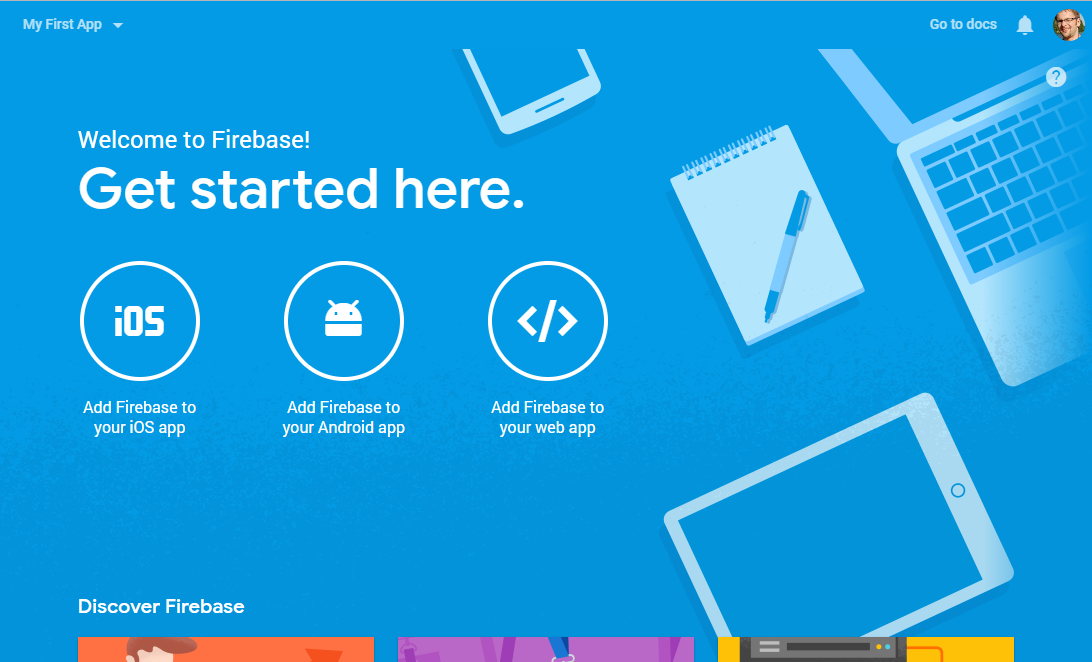 My First App
Go to docs
?
Welcome to Firebase!
Get started here.
iOS
</>
Add Firebase to
your iOS app
Add Firebase to
your Android app
Add Firebase to
your web app
Discover Firebase